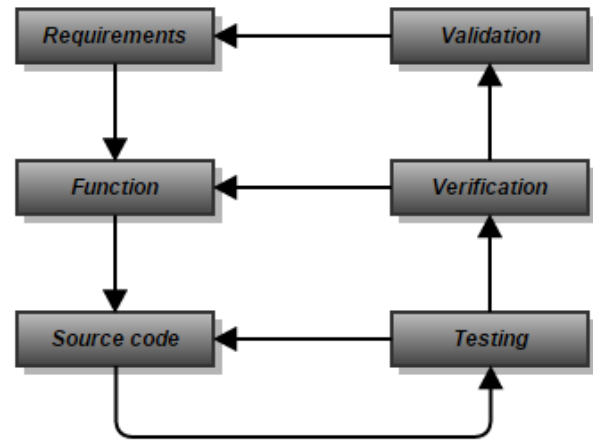 Requirements
Validation
Function
Verification
Source code
Testing